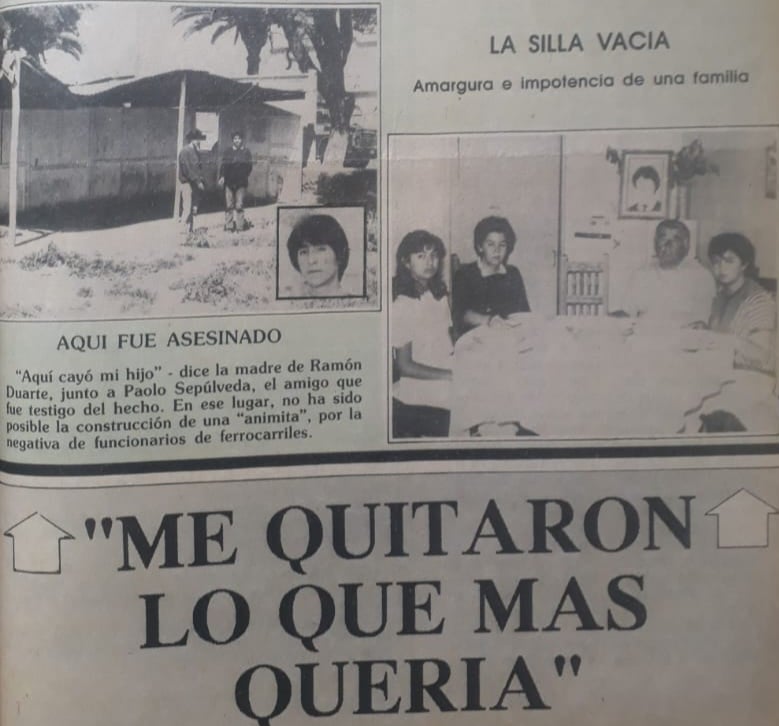 LA SILLA VACIA
Amargura e impotencia de una familia
AQUI FUE ASESINADO
"Aquí cayó mi hijo" - dice la madre de Ramón
Duarte, junto a Paolo Sepúlveda, el amigo que
fue testigo del hecho. En ese lugar, no ha sido
posible la construcción de una "animita", por la
negativa de funcionarios de ferrocarriles.
"ME QUITARON
LO QUE MAS
QUERIA"